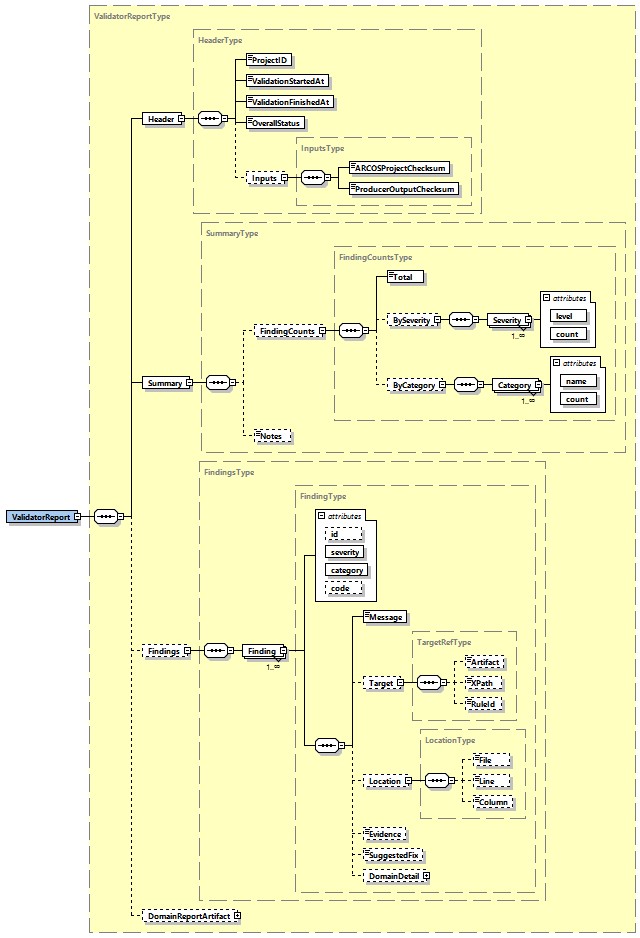 ValidatorReportType
HeaderType
ProjectID
ValidationStartedAt
ValidationFinishedAt
Header
OverallStatus
InputsType
ARCOSProjectChecksum
Inputs
ProducerOutputChecksum
SummaryType
FindingCountsType
Total
attributes
BySeverity
Severity
level
1..∞
FindingCounts
count
attributes
Summary
ByCategory
Category
name
1..∞
count
Notes
FindingsType
FindingType
attributes
ValidatorReport
id
severity
category
code
Message
TargetRefType
Findings
Finding
1..∞
Artifact
Target
XPath
RuleId
LocationType
File
Location
Line
Column
Evidence
SuggestedFix
DomainDetail
DomainReportArtifact